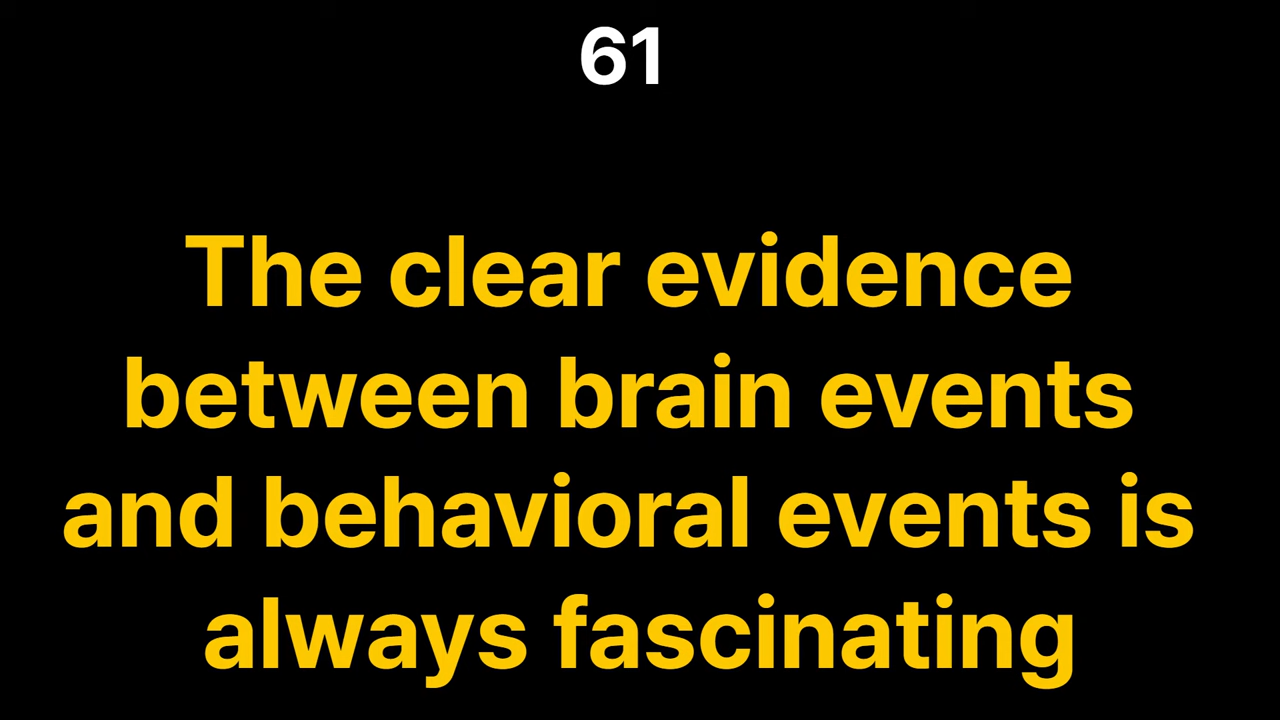 61
The clear evidence
between brain events
and behavioral events is
always fascinating